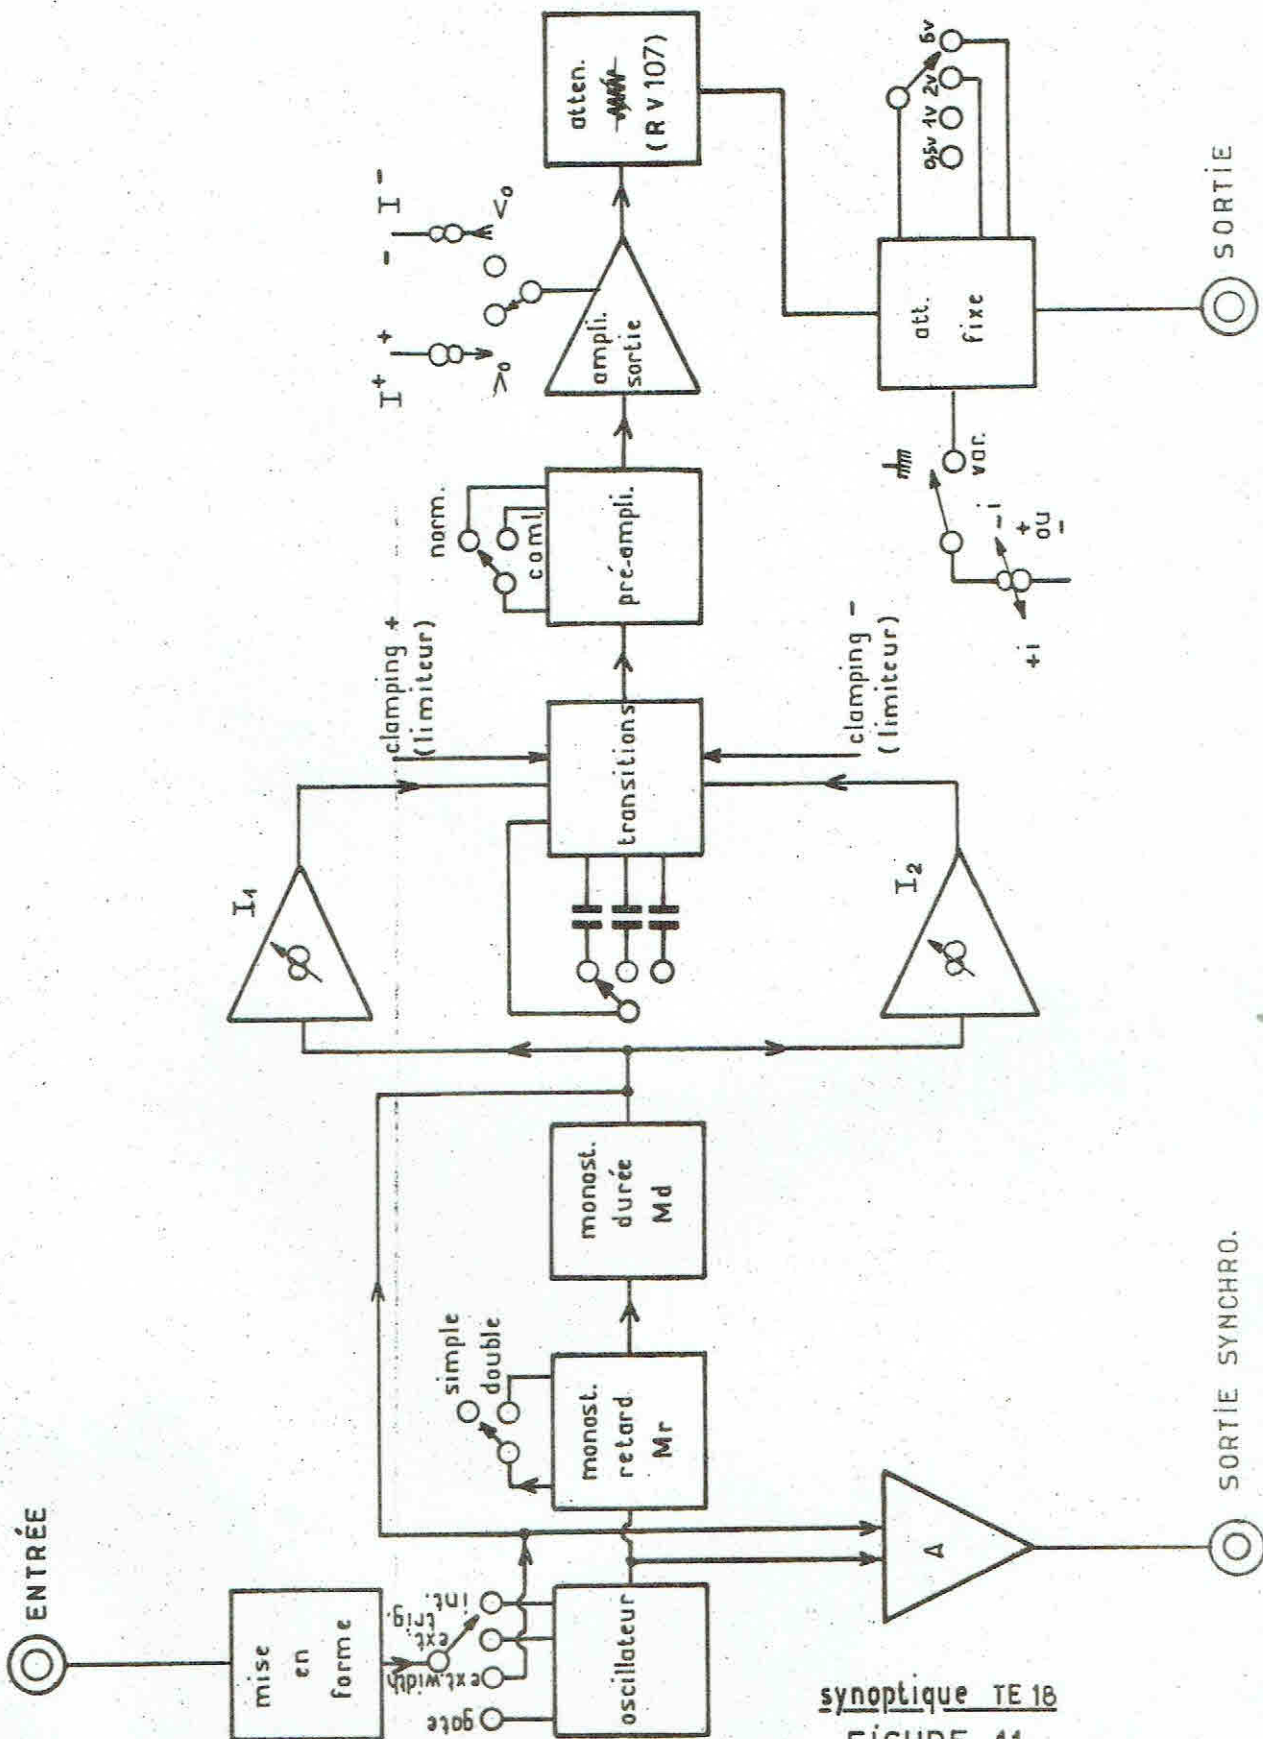 ENTRÉE
mise
en
forme
gate
ext.width
ext.
trig.
int.
oscillateur
simple
double
monost.
retard
Mr
monost.
durée
Md
A
SORTIE SYNCHRO.
I1
I2
transitions
clamping +
(limiteur)
clamping -
(limiteur)
norm.
coml.
pré-ampli.
I+ + - I-
>0 <0
ampli.
sortie
atten.
(RV 107)
0,5v 1v 2v 5v
att.
fixe
var.
+i -i
+
ou
-
SORTIE
synoptique TE 18
FIGURE 11